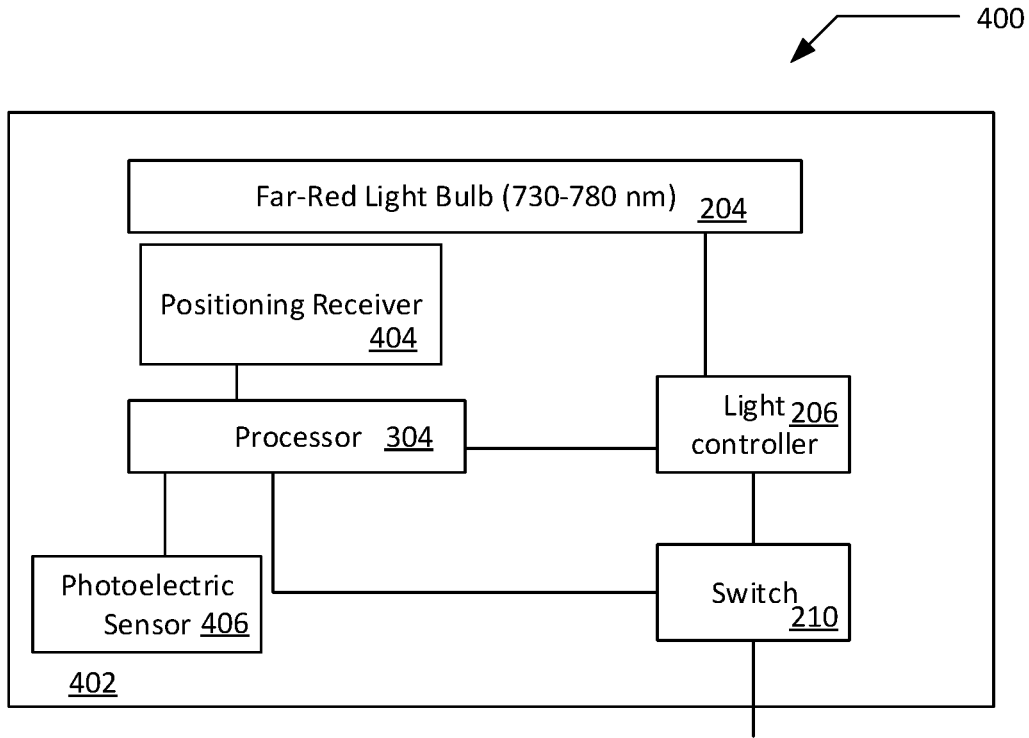 400
Far-Red Light Bulb (730-780 nm) 204
Positioning Receiver
404
Processor 304
Light 206
controller
Photoelectric
Sensor 406
Switch
210
402